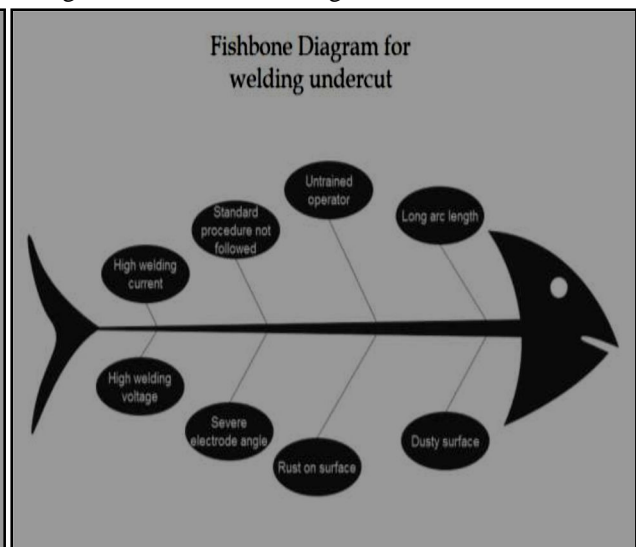 Fishbone Diagram for
welding undercut
Untrained
operator
Long arc length
Standard
procedure not
followed
High welding
current
High welding
voltage
Severe
electrode angle
Rust on surface
Dusty surface